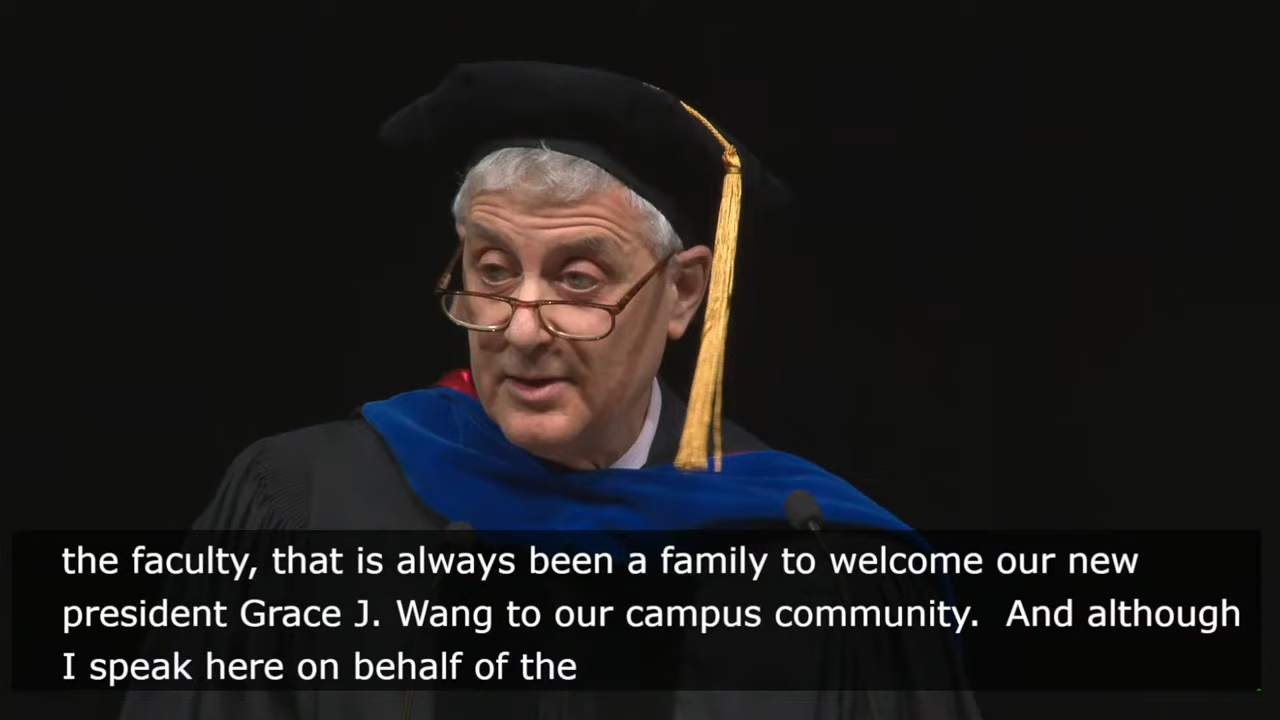 the faculty, that is always been a family to welcome our new
president Grace J. Wang to our campus community.  And although
I speak here on behalf of the